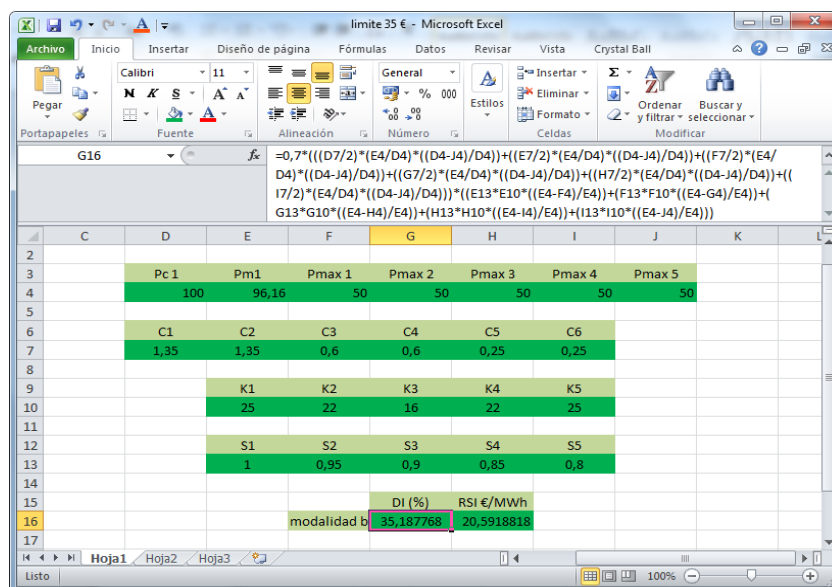 limite 35 € - Microsoft Excel
Archivo Inicio Insertar Diseño de página Fórmulas Datos Revisar Vista Crystal Ball
Pegar
Portapapeles
Calibri 11
N K S
Fuente
Alineación
General
% 000
Número
Estilos
Insertar
Eliminar
Formato
Celdas
Σ
Ordenar y filtrar
Buscar y seleccionar
Modificar
G16 fx =0,7*(((D7/2)*(E4/D4)*((D4-J4)/D4))+((E7/2)*(E4/D4)*((D4-J4)/D4))+((F7/2)*(E4/
D4)*((D4-J4)/D4))+((G7/2)*(E4/D4)*((D4-J4)/D4))+((H7/2)*(E4/D4)*((D4-J4)/D4))+((
I7/2)*(E4/D4)*((D4-J4)/D4)))*((E13*E10*((E4-F4)/E4))+(F13*F10*((E4-G4)/E4))+(
G13*G10*((E4-H4)/E4))+(H13*H10*((E4-I4)/E4))+(I13*I10*((E4-J4)/E4)))
C D E F G H I J K L
2
3 Pc 1 Pm1 Pmax 1 Pmax 2 Pmax 3 Pmax 4 Pmax 5
4 100 96,16 50 50 50 50 50
5
6 C1 C2 C3 C4 C5 C6
7 1,35 1,35 0,6 0,6 0,25 0,25
8
9 K1 K2 K3 K4 K5
10 25 22 16 22 25
11
12 S1 S2 S3 S4 S5
13 1 0,95 0,9 0,85 0,8
14
15 DI (%) RSI €/MWh
16 modalidad b 35,187768 20,5918818
17
Hoja1 Hoja2 Hoja3
Listo 100%